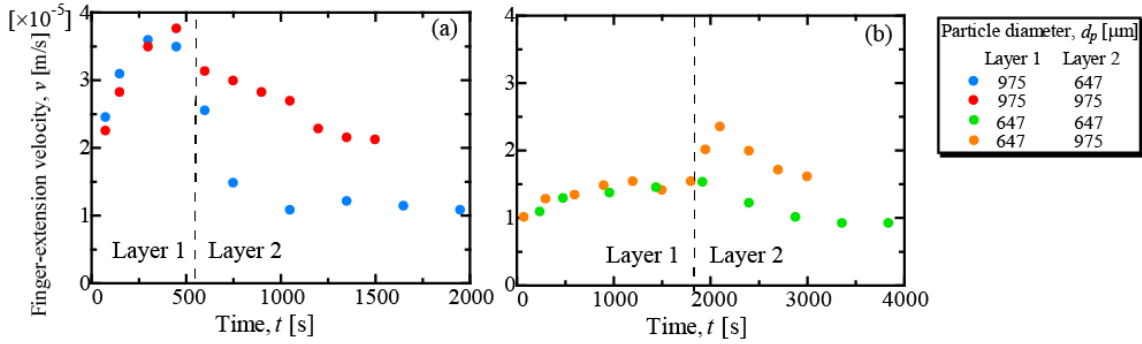 [×10⁻⁵]
Finger-extension velocity, v [m/s]
5
4
3
2
1
0
(a)
Layer 1
Layer 2
0 500 1000 1500 2000
Time, t [s]
4
3
2
1
0
(b)
Layer 1
Layer 2
0 1000 2000 3000 4000
Time, t [s]
Particle diameter, dₚ [μm]
Layer 1 Layer 2
975 647
975 975
647 647
647 975